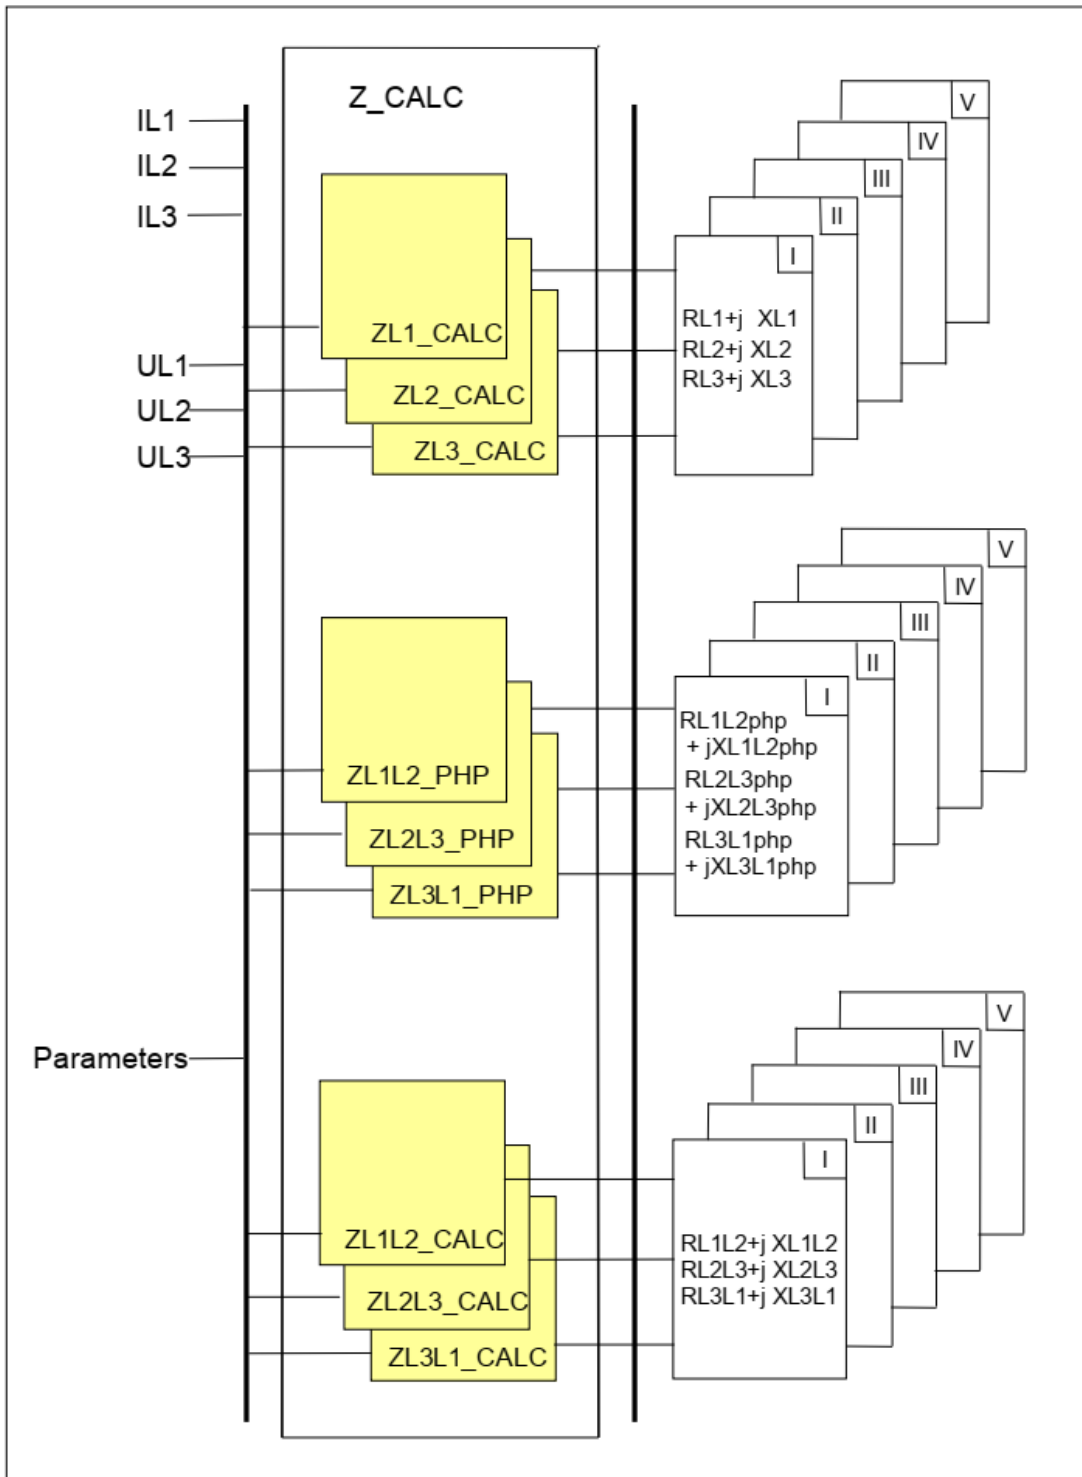 Z_CALC
IL1
IL2
IL3
UL1
UL2
UL3
Parameters
ZL1_CALC
ZL2_CALC
ZL3_CALC
V
IV
III
II
I
RL1+j XL1
RL2+j XL2
RL3+j XL3
ZL1L2_PHP
ZL2L3_PHP
ZL3L1_PHP
V
IV
III
II
I
RL1L2php
+ jXL1L2php
RL2L3php
+ jXL2L3php
RL3L1php
+ jXL3L1php
ZL1L2_CALC
ZL2L3_CALC
ZL3L1_CALC
V
IV
III
II
I
RL1L2+j XL1L2
RL2L3+j XL2L3
RL3L1+j XL3L1